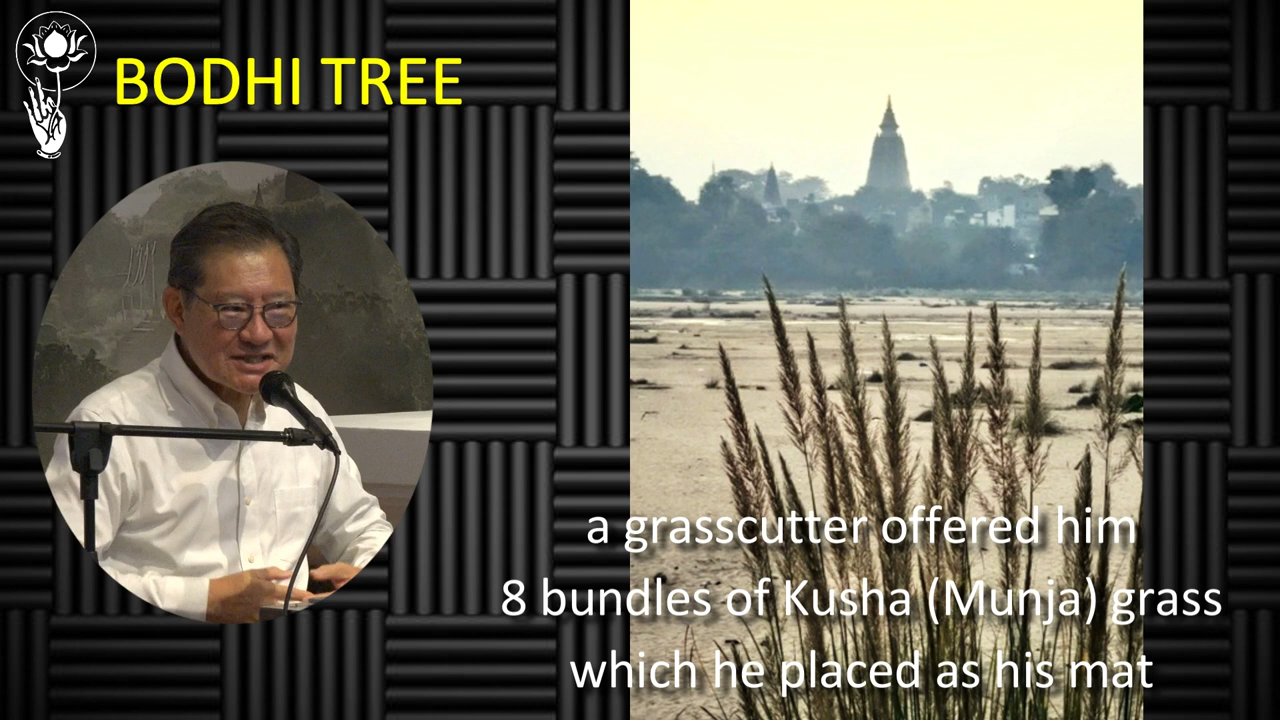 BODHI TREE
a grasscutter offered him
8 bundles of Kusha (Munja) grass
which he placed as his mat